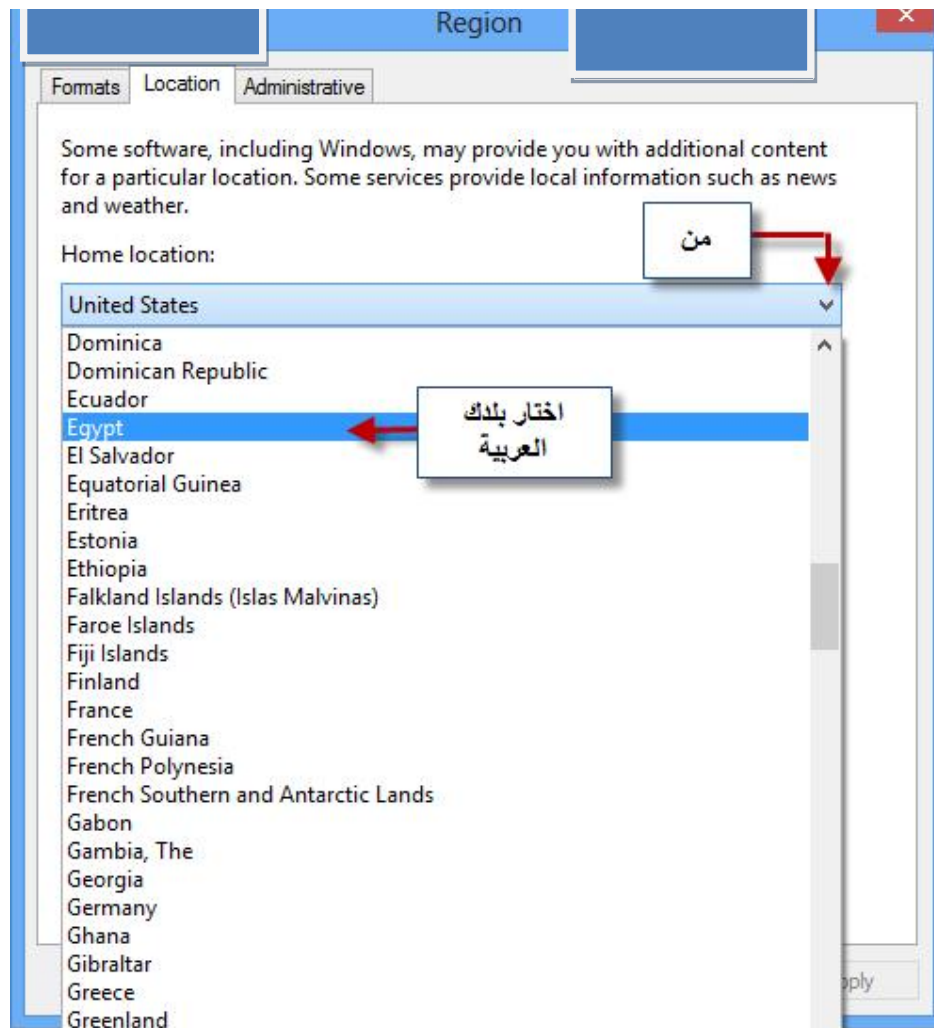 Region
Formats Location Administrative
Some software, including Windows, may provide you with additional content
for a particular location. Some services provide local information such as news
and weather.
من
Home location:
United States
Dominica
Dominican Republic
Ecuador
اختار بلدك
Egypt
العربية
El Salvador
Equatorial Guinea
Eritrea
Estonia
Ethiopia
Falkland Islands (Islas Malvinas)
Faroe Islands
Fiji Islands
Finland
France
French Guiana
French Polynesia
French Southern and Antarctic Lands
Gabon
Gambia, The
Georgia
Germany
Ghana
Gibraltar
Greece
Greenland